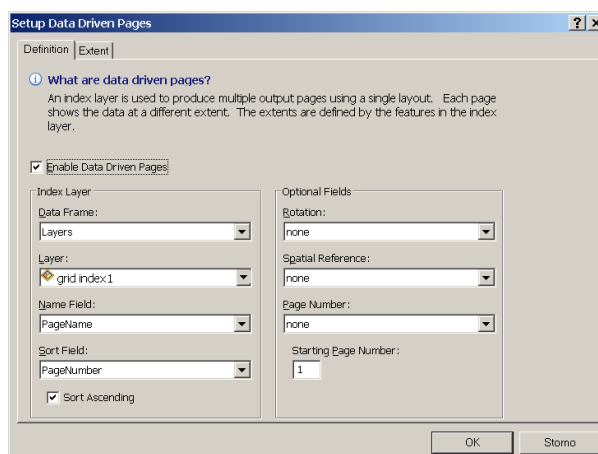 Setup Data Driven Pages
Definition
Extent
What are data driven pages?
An index layer is used to produce multiple output pages using a single layout. Each page
shows the data at a different extent. The extents are defined by the features in the index
layer.
Enable Data Driven Pages
Index Layer
Data Frame:
Layers
Layer:
grid index1
Name Field:
PageName
Sort Field:
PageNumber
Sort Ascending
Optional Fields
Rotation:
none
Spatial Reference:
none
Page Number:
none
Starting Page Number:
1
OK
Storno